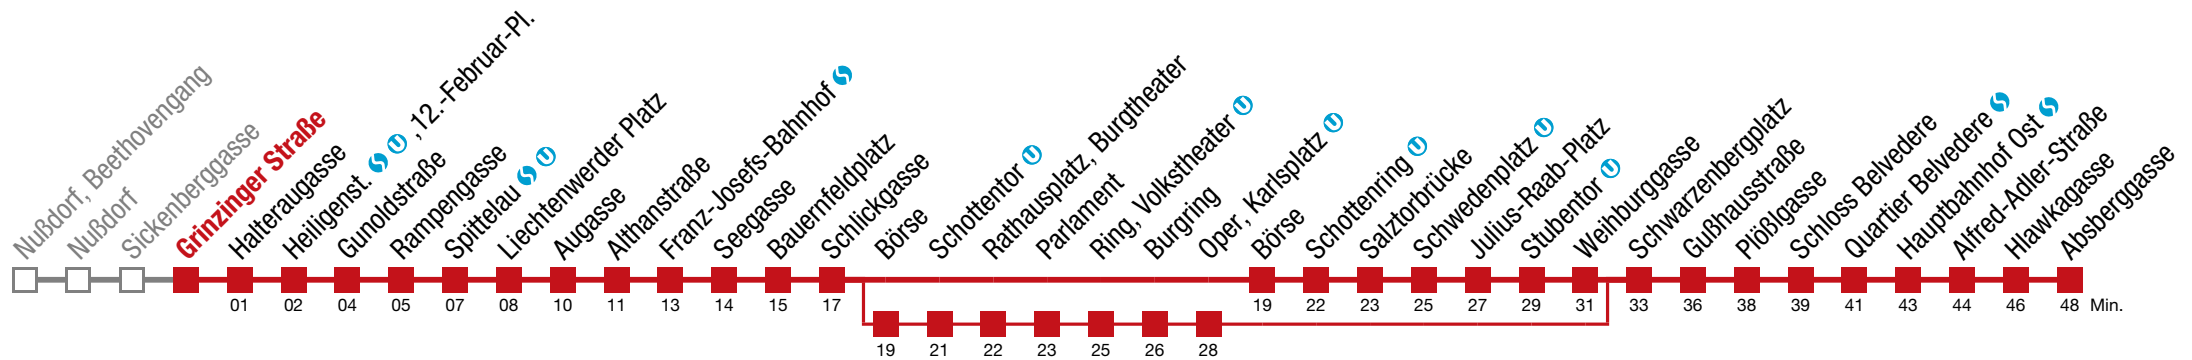 Nußdorf, Beethovengang
Nußdorf
Sickenberggasse
Grinzinger Straße
Halteraugasse
Heiligenst. S U , 12.-Februar-Pl.
Gunoldstraße
Rampengasse
Spittelau S U
Liechtenwerder Platz
Augasse
Althanstraße
Franz-Josefs-Bahnhof S
Seegasse
Bauernfeldplatz
Schlickgasse
Börse
Schottentor U
Rathausplatz, Burgtheater
Parlament
Ring, Volkstheater U
Burgring
Oper, Karlsplatz U
Börse
Schottenring U
Salztorbrücke
Schwedenplatz U
Julius-Raab-Platz
Stubentor U
Weihburggasse
Schwarzenbergplatz
Gußhausstraße
Plößlgasse
Schloss Belvedere
Quartier Belvedere S
Hauptbahnhof Ost S
Alfred-Adler-Straße
Hlawkagasse
Absberggasse
01 02 04 05 07 08 10 11 13 14 15 17 19 22 23 25 27 29 31 33 36 38 39 41 43 44 46 48 Min.
19 21 22 23 25 26 28